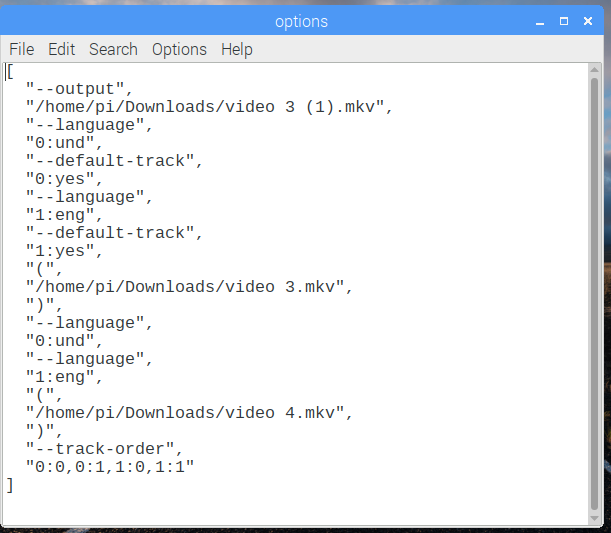 options
File Edit Search Options Help
[
  "--output",
  "/home/pi/Downloads/video 3 (1).mkv",
  "--language",
  "0:und",
  "--default-track",
  "0:yes",
  "--language",
  "1:eng",
  "--default-track",
  "1:yes",
  "(",
  "/home/pi/Downloads/video 3.mkv",
  ")",
  "--language",
  "0:und",
  "--language",
  "1:eng",
  "(",
  "/home/pi/Downloads/video 4.mkv",
  ")",
  "--track-order",
  "0:0,0:1,1:0,1:1"
]